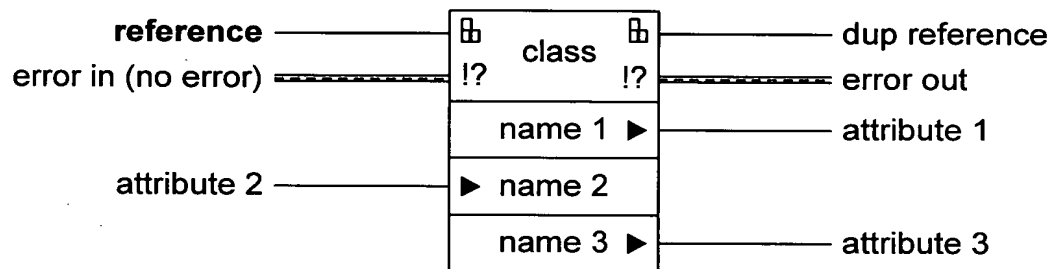 reference class dup reference
error in (no error) !? !? error out
name 1 attribute 1
attribute 2 name 2
name 3 attribute 3